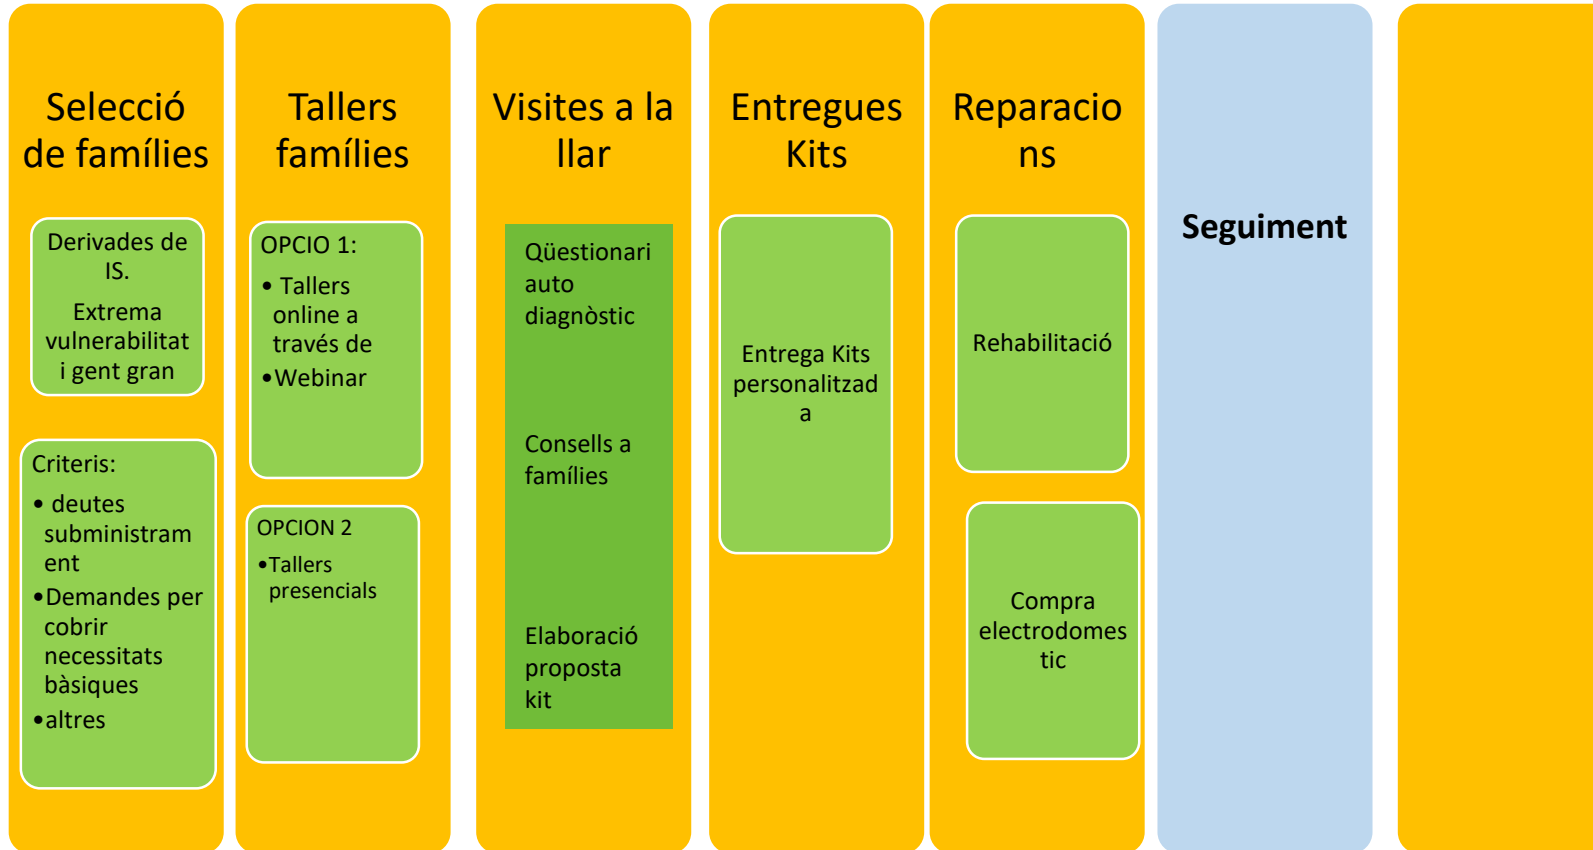 Selecció
de famílies
Derivades de
IS.
Extrema
vulnerabilitat
i gent gran
Criteris:
• deutes
subministram
ent
•Demandes per
cobrir
necessitats
bàsiques
•altres
Tallers
famílies
OPCIO 1:
• Tallers
online a
través de
•Webinar
OPCION 2
•Tallers
presencials
Visites a la
llar
Qüestionari
auto
diagnòstic
Consells a
famílies
Elaboració
proposta
kit
Entregues
Kits
Entrega Kits
personalitzad
a
Reparacio
ns
Rehabilitació
Compra
electrodomes
tic
Seguiment